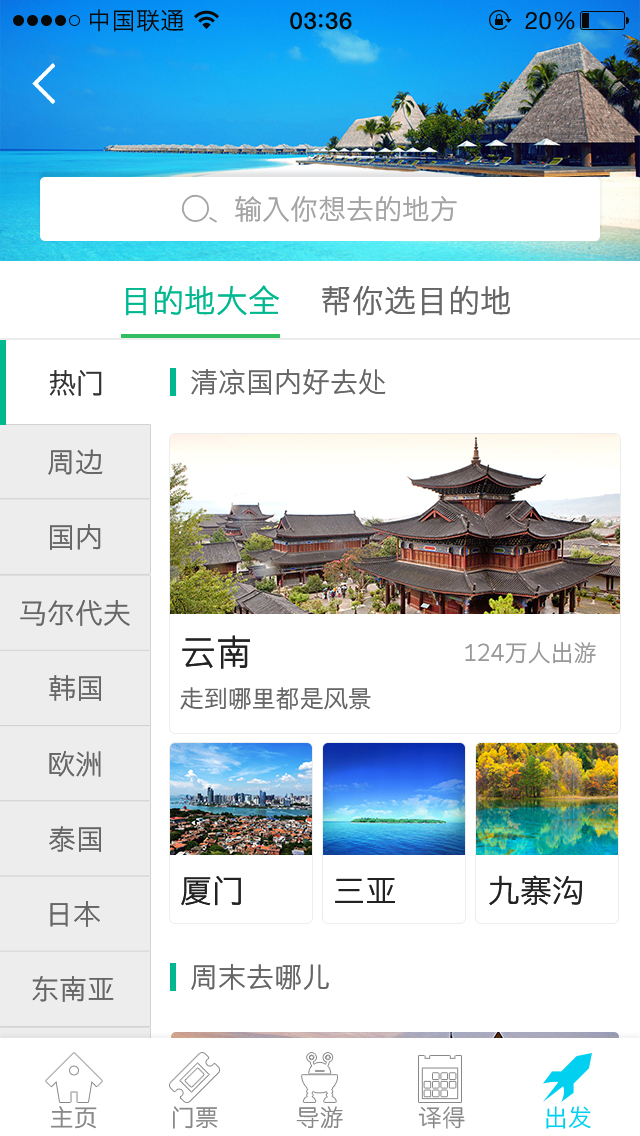 中国联通 03:36 20%
输入你想去的地方
目的地大全 帮你选目的地
热门
周边
国内
马尔代夫
韩国
欧洲
泰国
日本
东南亚
清凉国内好去处
云南 124万人出游
走到哪里都是风景
厦门 三亚 九寨沟
周末去哪儿
主页 门票 导游 译得 出发